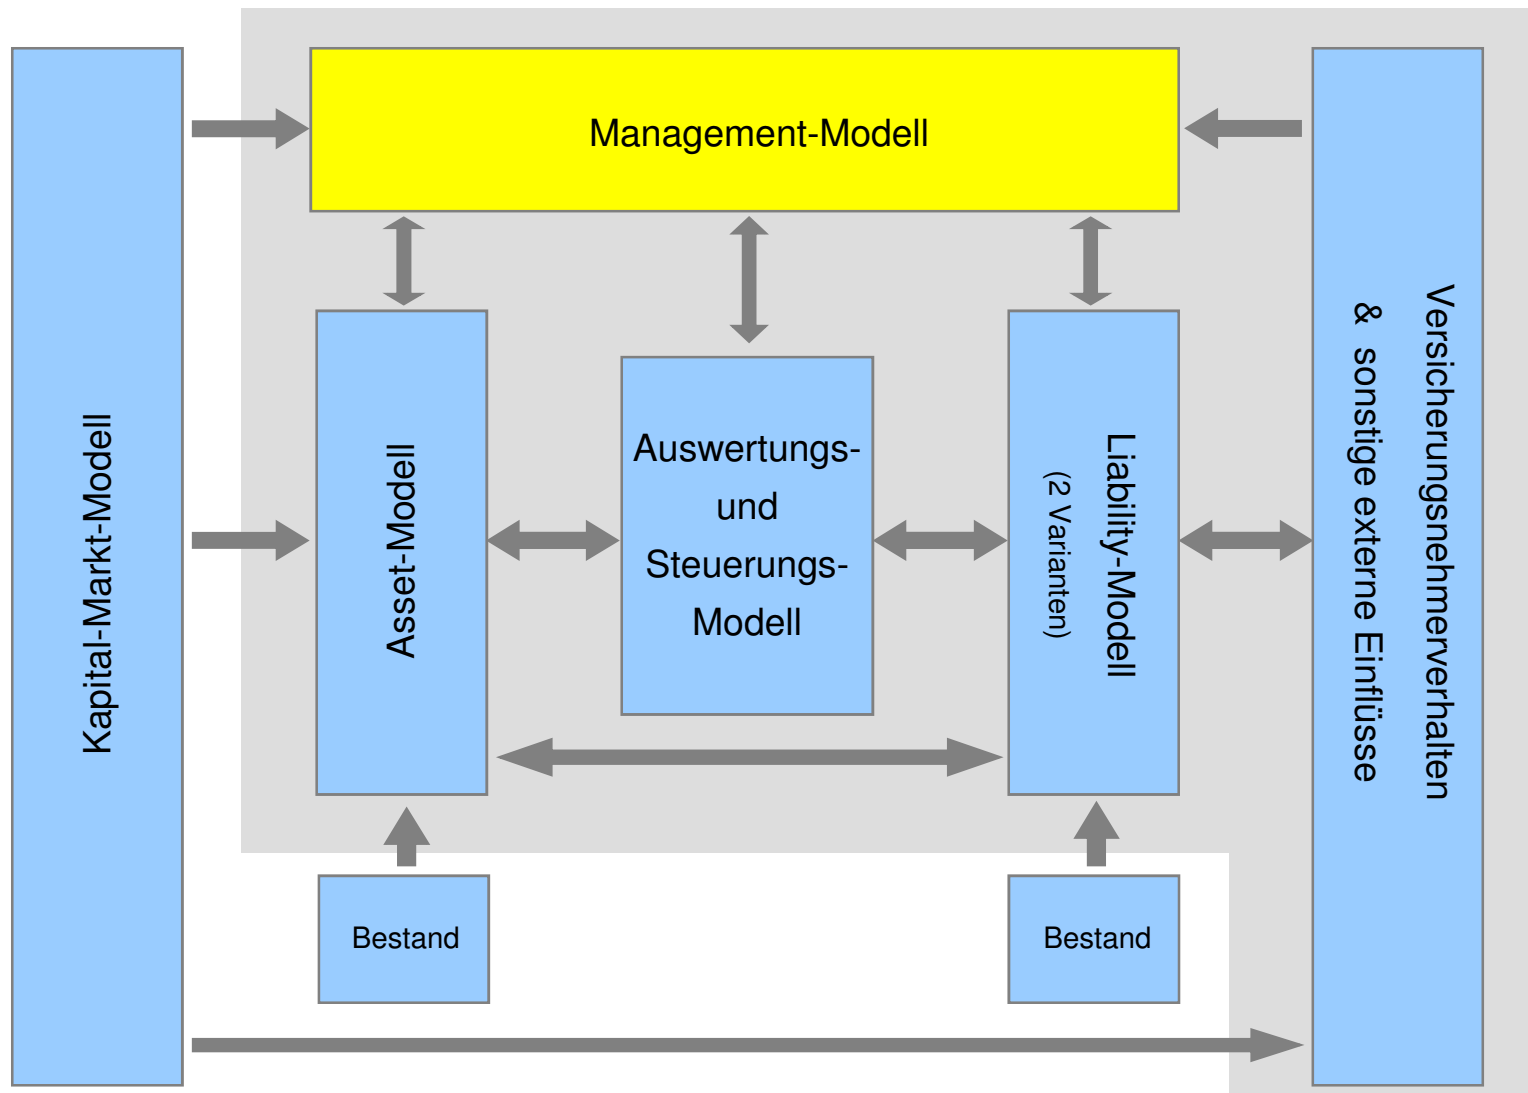 Management-Modell
Kapital-Markt-Modell
Asset-Modell
Auswertungs-
und
Steuerungs-
Modell
Liability-Modell
(2 Varianten)
Versicherungsnehmerverhalten
&  sonstige externe Einflüsse
Bestand
Bestand